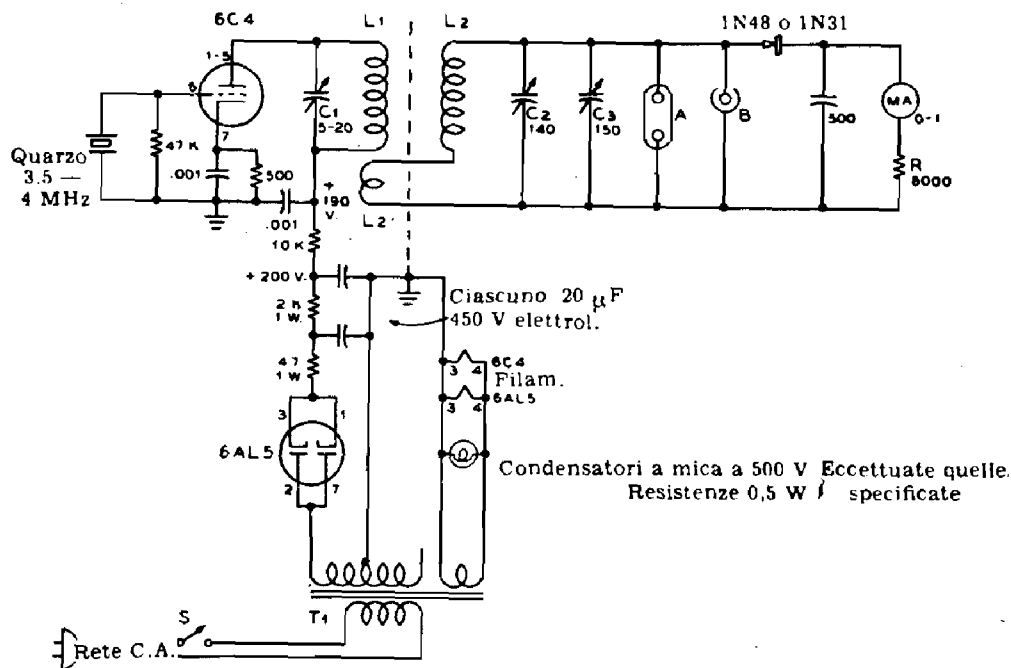 6C4
L1
L2
1N48 o 1N31
1-5
6
7
C1
5-20
C2
140
C3
150
A
B
500
MA
0-1
R
8000
47 K
Quarzo
3.5 —
4 MHz
.001
500
+
190
V.
.001
L2'
10 K
+ 200 V.
Ciascuno 20 µF
450 V elettrol.
2 K
1 W.
47
1 W
6C4
3 4
Filam.
6AL5
3 4
3 1
6AL5
2 7
Condensatori a mica a 500 V Eccettuate quelle.
Resistenze 0,5 W specificate
T1
S
Rete C.A.